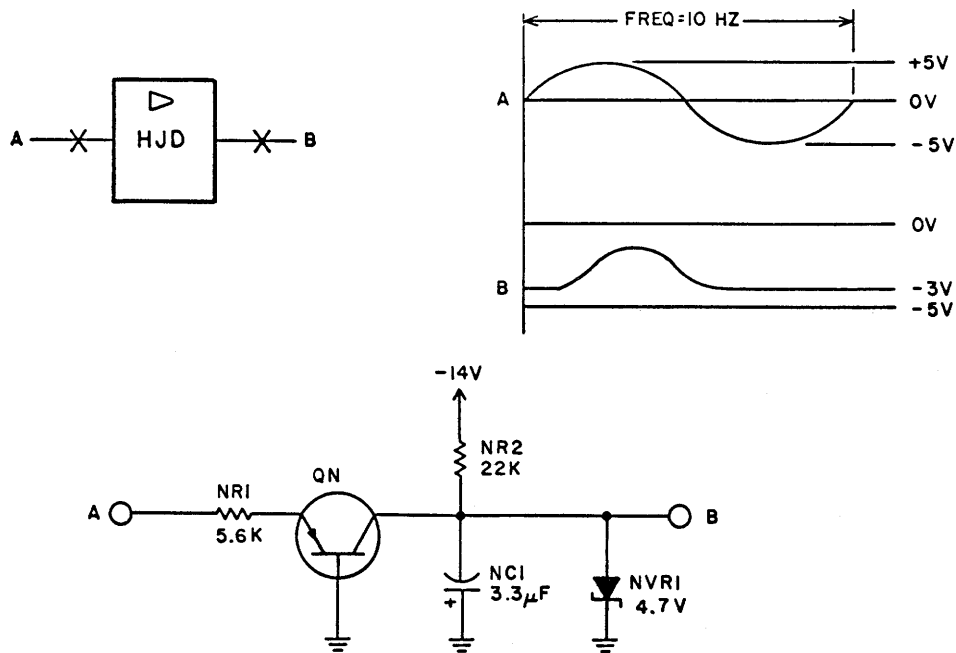 FREQ=10 HZ
+5V
A
0V
-5V
HJD
A
B
0V
B
-3V
-5V
-14V
NR2
22K
QN
NR1
A
5.6K
B
NC1
3.3μF
+
NVR1
4.7V